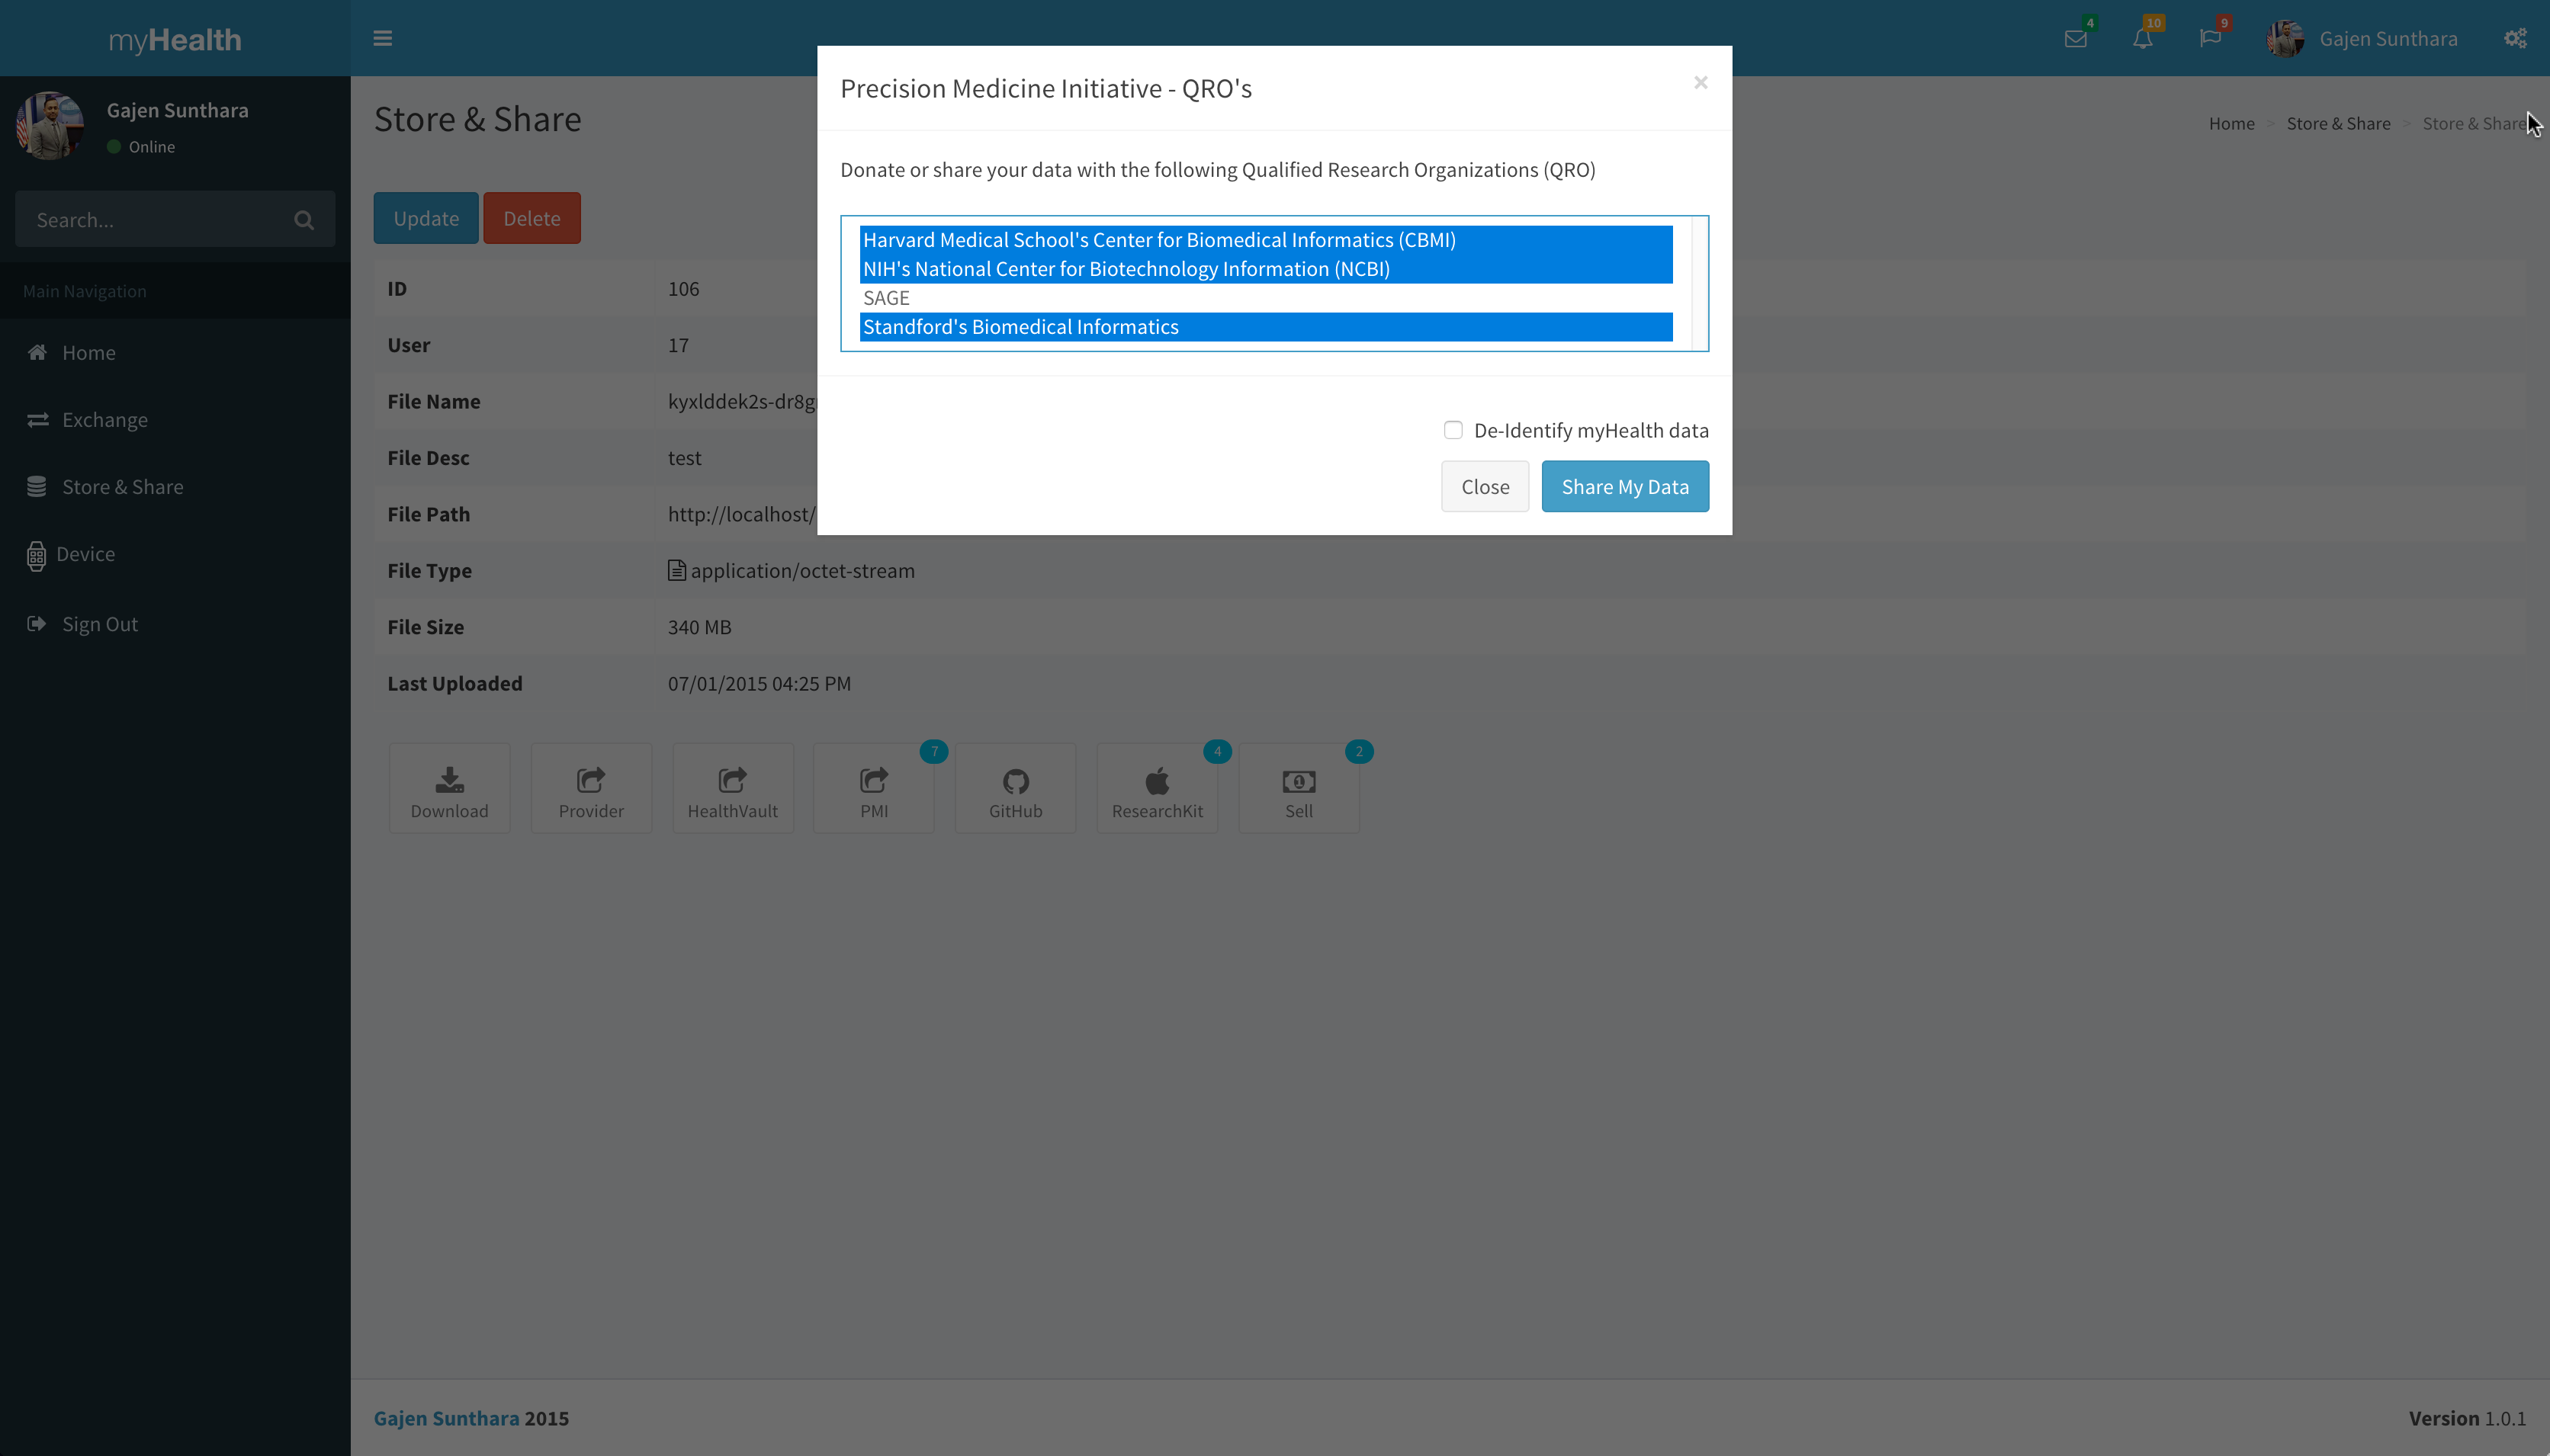 myHealth
4
10
9
Gajen Sunthara
Gajen Sunthara
Online
Search...
Main Navigation
Home
Exchange
Store & Share
Device
Sign Out
Store & Share
Home > Store & Share > Store & Share
Update
Delete
ID 106
User 17
File Name kyxlddek2s-dr8g
File Desc test
File Path http://localhost/
File Type application/octet-stream
File Size 340 MB
Last Uploaded 07/01/2015 04:25 PM
Precision Medicine Initiative - QRO's
×
Donate or share your data with the following Qualified Research Organizations (QRO)
Harvard Medical School's Center for Biomedical Informatics (CBMI)
NIH's National Center for Biotechnology Information (NCBI)
SAGE
Standford's Biomedical Informatics
De-Identify myHealth data
Close
Share My Data
Download
Provider
HealthVault
7
PMI
GitHub
4
ResearchKit
2
Sell
Gajen Sunthara 2015
Version 1.0.1